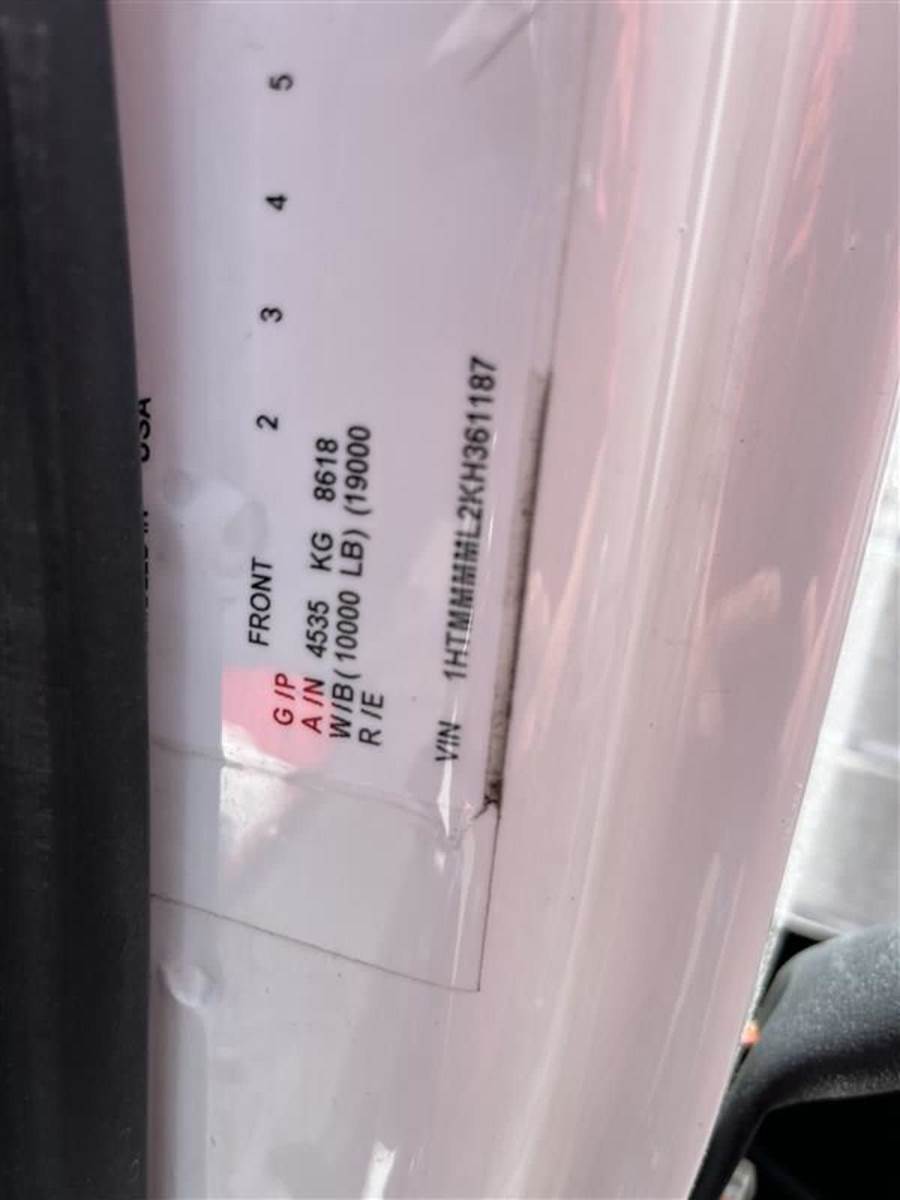 USA
FRONT 2 3 4 5
G/P
A/N 4535 KG 8618
W/B (10000 LB) (19000
R/E
VIN 1HTMMMML2KH361187